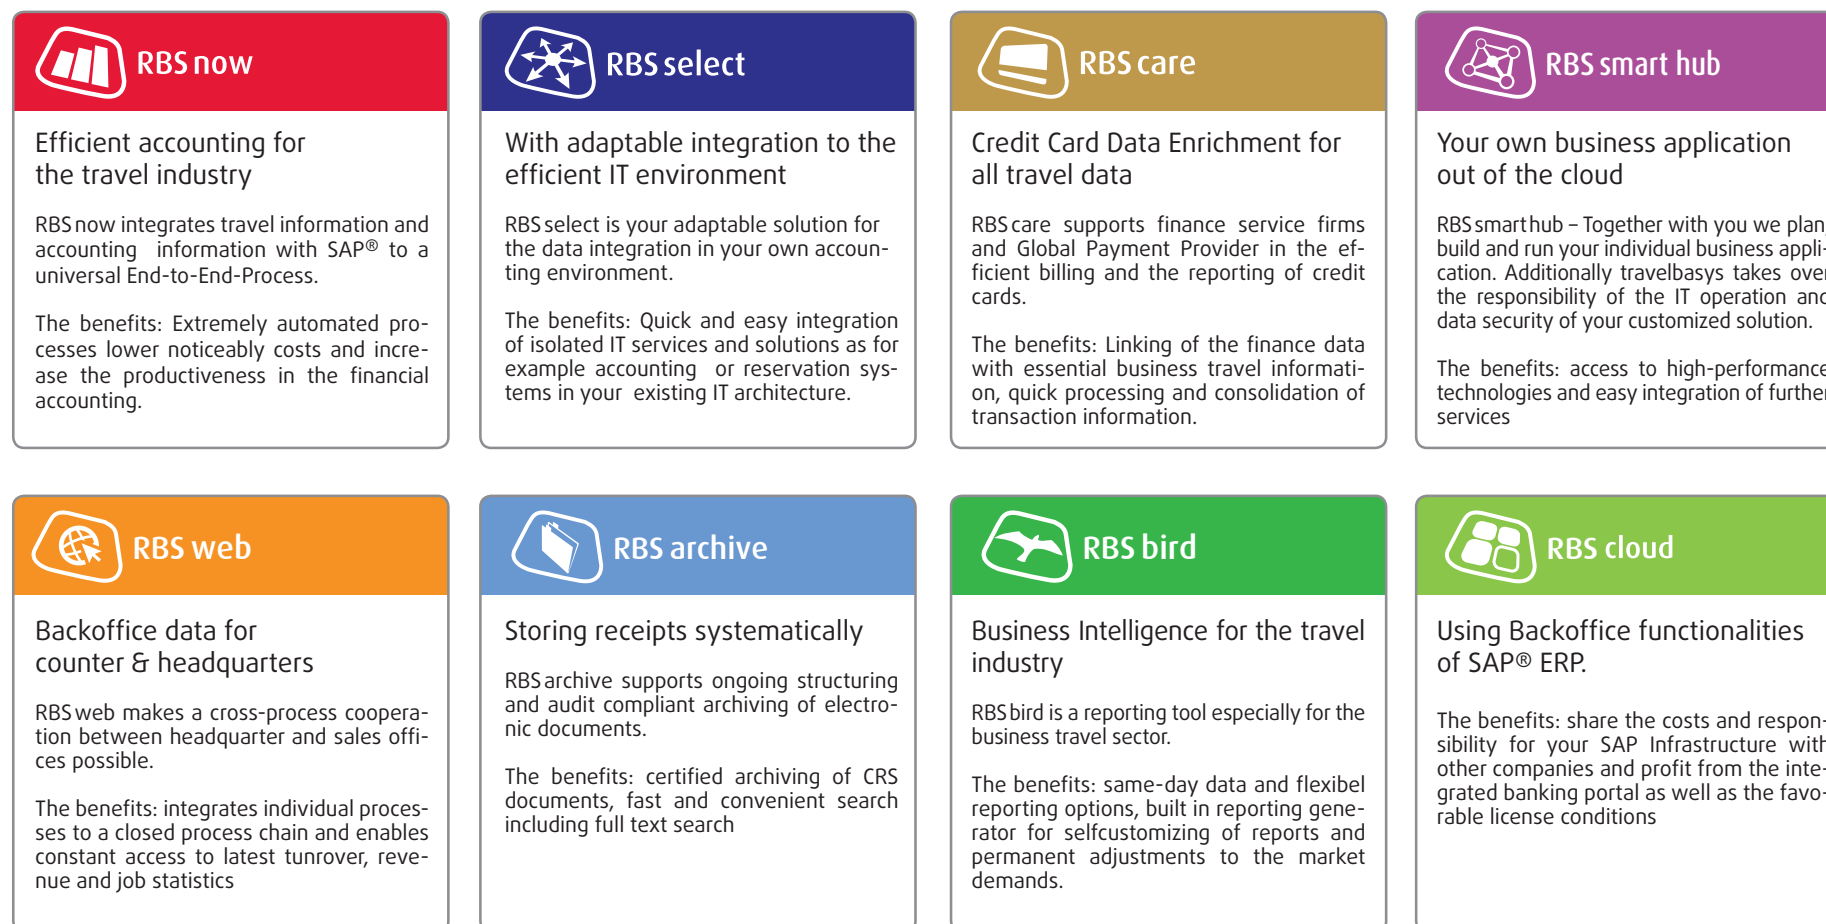 RBS now
Efficient accounting for
the travel industry
RBS now integrates travel information and
accounting information with SAP® to a
universal End-to-End-Process.
The benefits: Extremely automated pro-
cesses lower noticeably costs and incre-
ase the productiveness in the financial
accounting.
RBS select
With adaptable integration to the
efficient IT environment
RBS select is your adaptable solution for
the data integration in your own accoun-
ting environment.
The benefits: Quick and easy integration
of isolated IT services and solutions as for
example accounting or reservation sys-
tems in your existing IT architecture.
RBS care
Credit Card Data Enrichment for
all travel data
RBS care supports finance service firms
and Global Payment Provider in the ef-
ficient billing and the reporting of credit
cards.
The benefits: Linking of the finance data
with essential business travel informati-
on, quick processing and consolidation of
transaction information.
RBS smart hub
Your own business application
out of the cloud
RBS smart hub – Together with you we plan,
build and run your individual business appli-
cation. Additionally travelbasys takes over
the responsibility of the IT operation and
data security of your customized solution.
The benefits: access to high-performance
technologies and easy integration of further
services
RBS web
Backoffice data for
counter & headquarters
RBS web makes a cross-process coopera-
tion between headquarter and sales offi-
ces possible.
The benefits: integrates individual proces-
ses to a closed process chain and enables
constant access to latest tunrover, reve-
nue and job statistics
RBS archive
Storing receipts systematically
RBS archive supports ongoing structuring
and audit compliant archiving of electro-
nic documents.
The benefits: certified archiving of CRS
documents, fast and convenient search
including full text search
RBS bird
Business Intelligence for the travel
industry
RBS bird is a reporting tool especially for the
business travel sector.
The benefits: same-day data and flexibel
reporting options, built in reporting gene-
rator for selfcustomizing of reports and
permanent adjustments to the market
demands.
RBS cloud
Using Backoffice functionalities
of SAP® ERP.
The benefits: share the costs and respon-
sibility for your SAP Infrastructure with
other companies and profit from the inte-
grated banking portal as well as the favo-
rable license conditions